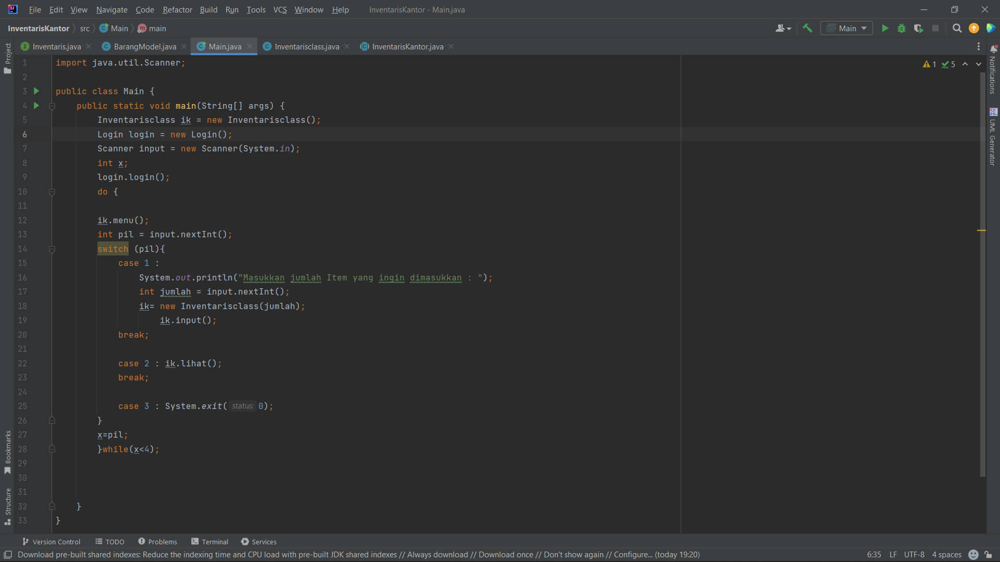 File Edit View Navigate Code Refactor Build Run Tools VCS Window Help InventarisKantor - Main.java
InventarisKantor src Main main
Main
Inventaris.java BarangModel.java Main.java Inventarisclass.java InventarisKantor.java
Project
Bookmarks
Structure
1 import java.util.Scanner;
2
3 public class Main {
4 public static void main(String[] args) {
5 Inventarisclass ik = new Inventarisclass();
6 Login login = new Login();
7 Scanner input = new Scanner(System.in);
8 int x;
9 login.login();
10 do {
11
12 ik.menu();
13 int pil = input.nextInt();
14 switch (pil){
15 case 1 :
16 System.out.println("Masukkan jumlah Item yang ingin dimasukkan : ");
17 int jumlah = input.nextInt();
18 ik= new Inventarisclass(jumlah);
19 ik.input();
20 break;
21
22 case 2 : ik.lihat();
23 break;
24
25 case 3 : System.exit( status: 0);
26 }
27 x=pil;
28 }while(x<4);
29
30
31
32 }
33 }
1 5
Notifications
UML Generator
Version Control TODO Problems Terminal Services
Download pre-built shared indexes: Reduce the indexing time and CPU load with pre-built JDK shared indexes // Always download // Download once // Don't show again // Configure... (today 19:20) 6:35 LF UTF-8 4 spaces